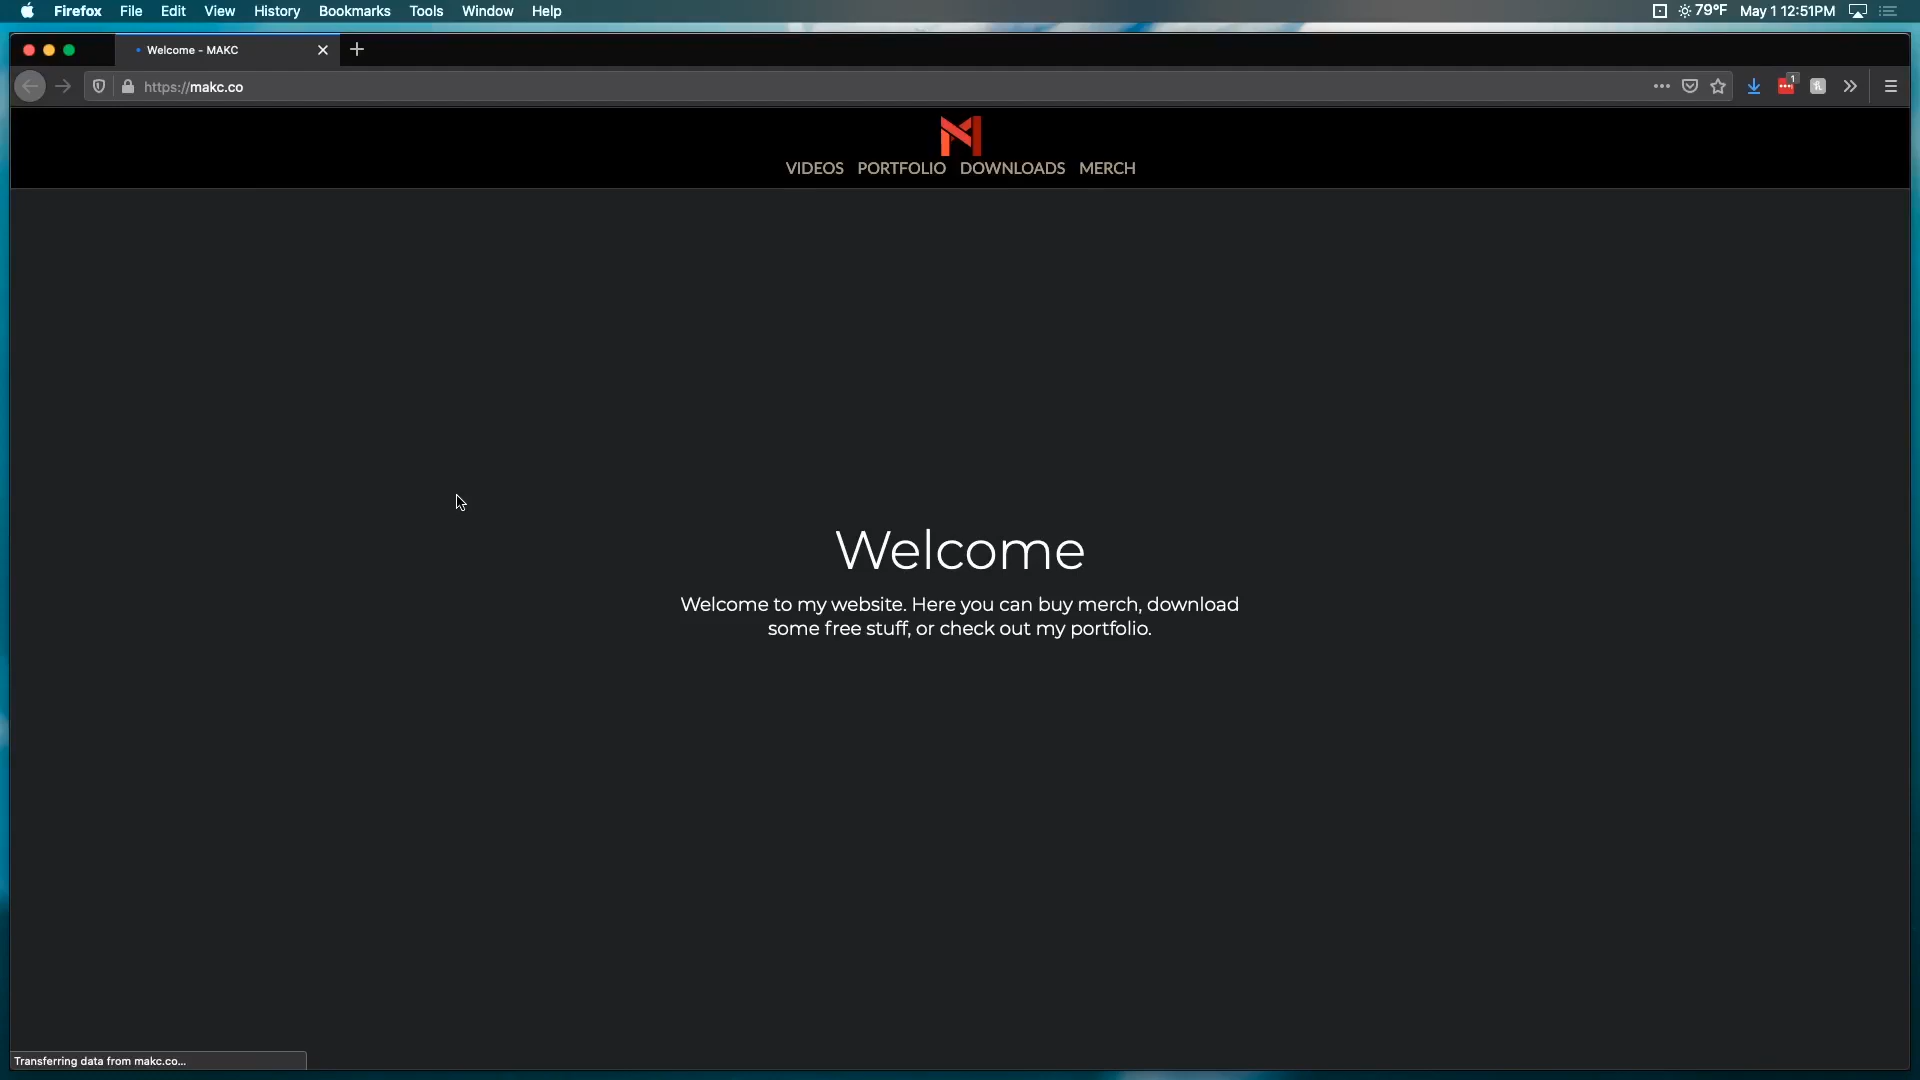 Firefox File Edit View History Bookmarks Tools Window Help 79°F May 1 12:51PM
Welcome - MAKC
https://makc.co
1
VIDEOS PORTFOLIO DOWNLOADS MERCH
Welcome
Welcome to my website. Here you can buy merch, download
some free stuff, or check out my portfolio.
Transferring data from makc.co...